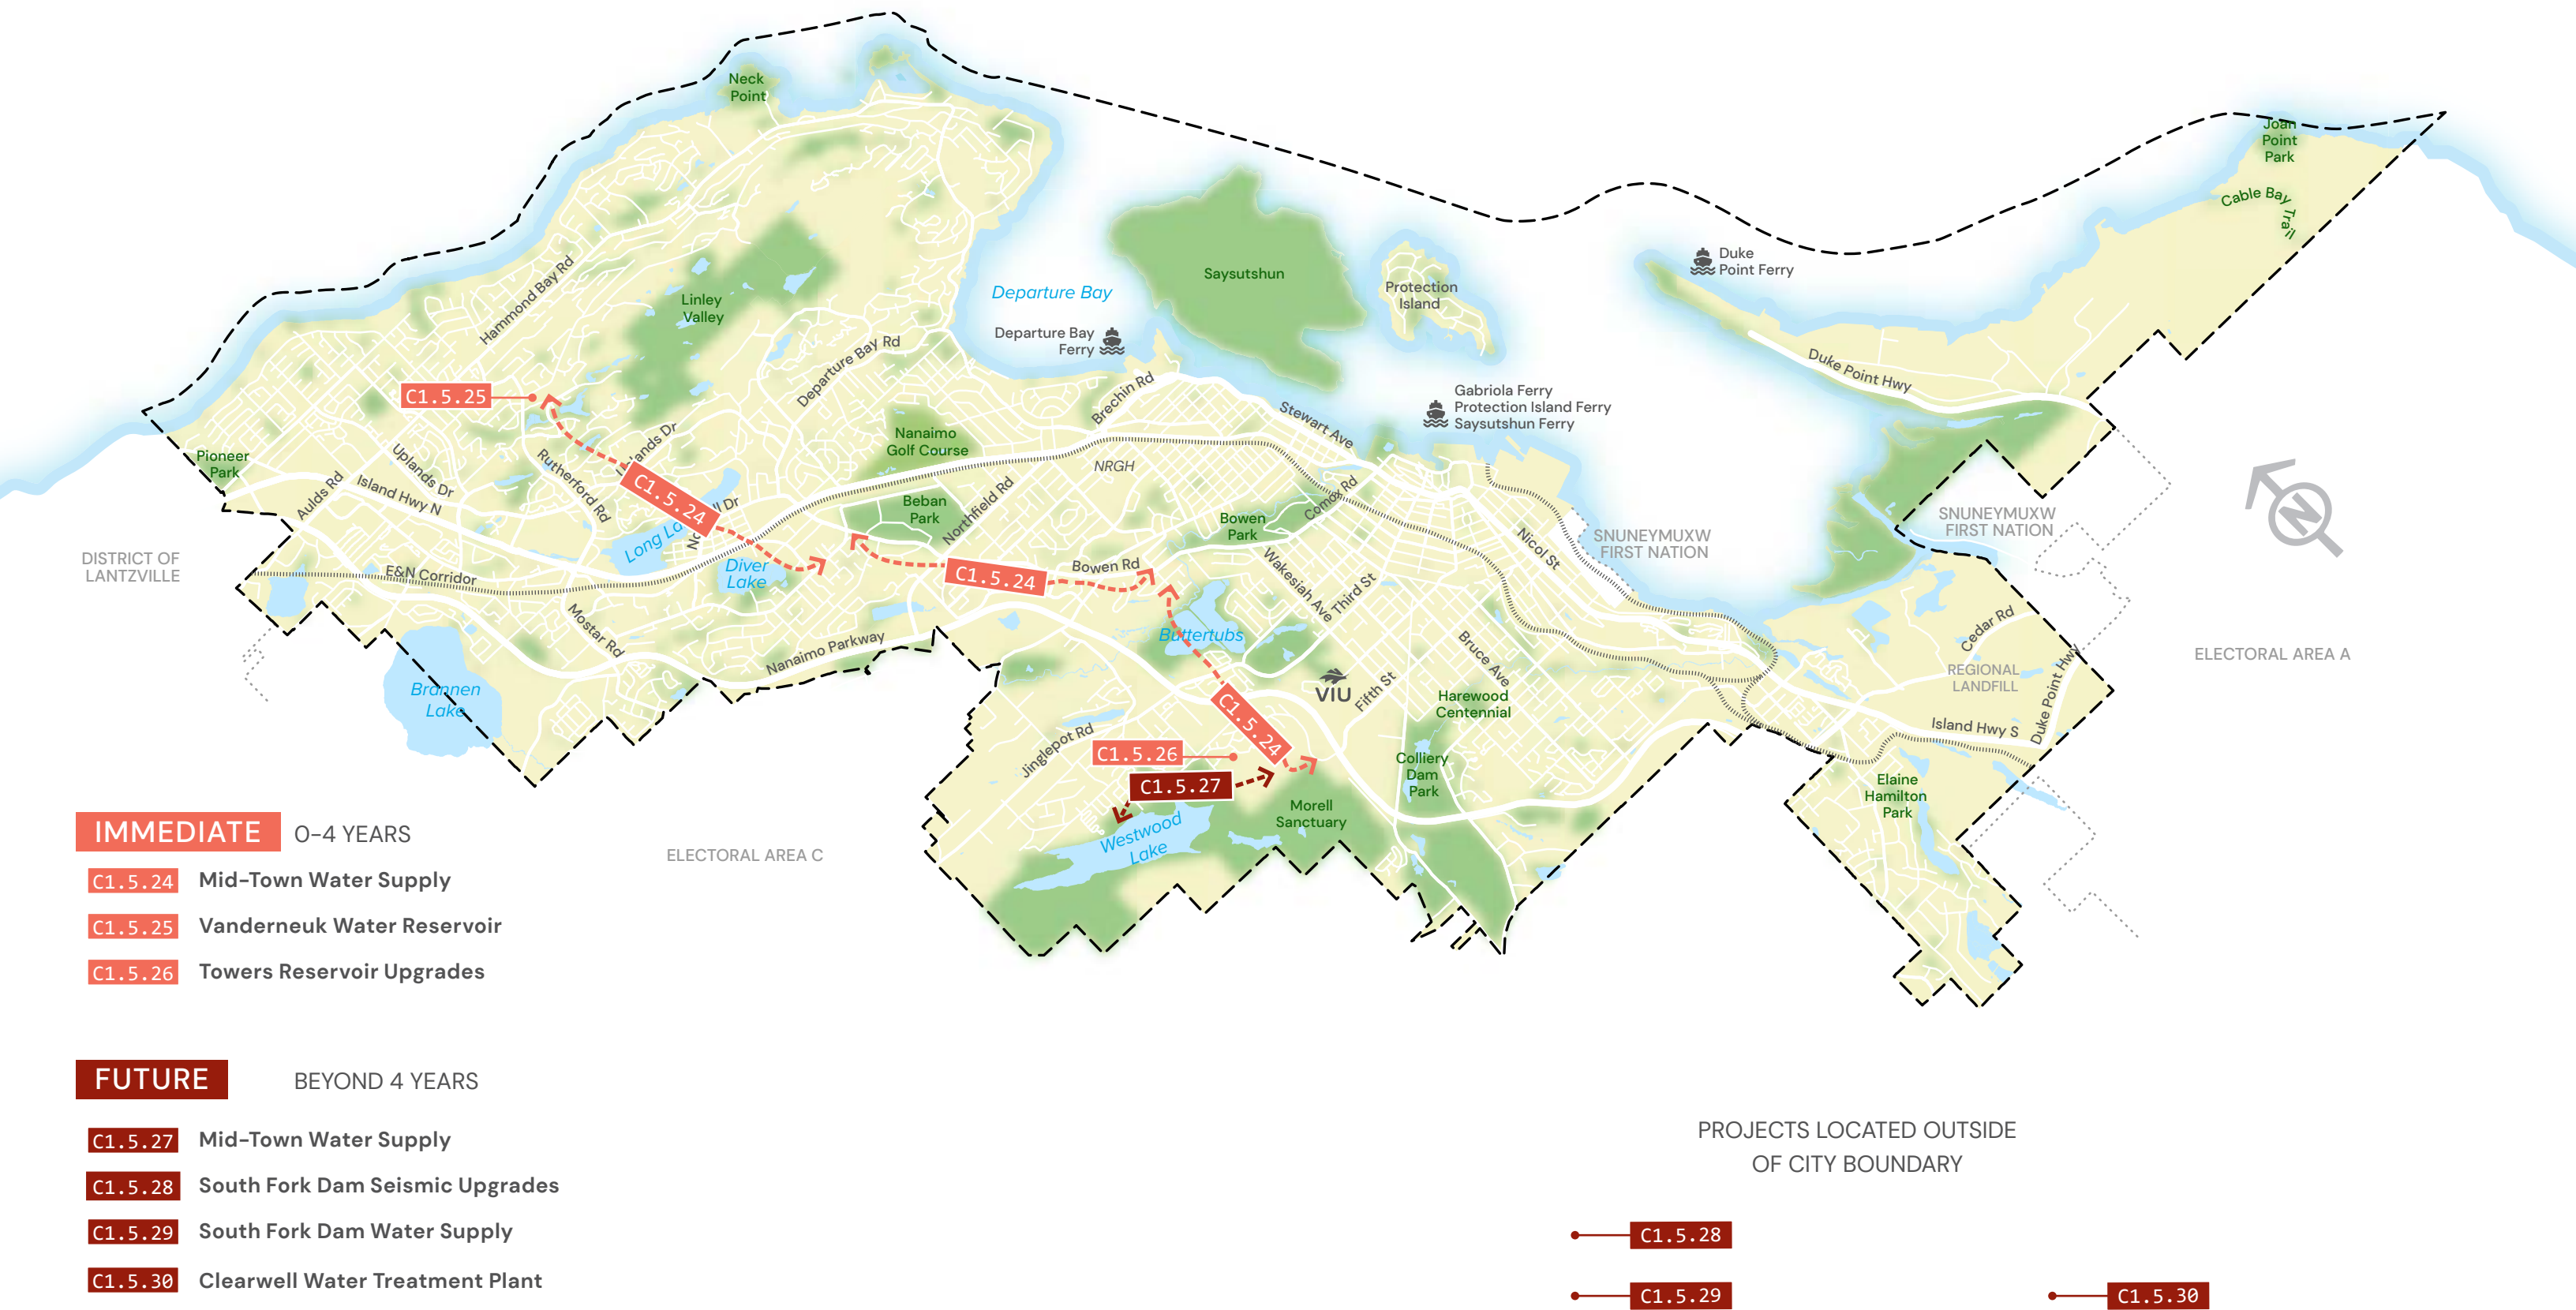 Neck
Point
Joan
Point
Park
Cable Bay Trail
Hammond Bay Rd
Linley
Valley
Departure Bay
Departure Bay
Ferry
Saysutshun
Protection
Island
Duke
Point Ferry
Departure Bay Rd
Brechin Rd
Stewart Ave
Gabriola Ferry
Protection Island Ferry
Saysutshun Ferry
Duke Point Hwy
C1.5.25
Pioneer
Park
Aulds Rd
Uplands Dr
Island Hwy N
Rutherford Rd
C1.5.24
Long
Nanaimo
Golf Course
NRGH
Beban
Park
Northfield Rd
Bowen
Park
Comox Rd
Nicol St
SNUNEYMUXW
FIRST NATION
SNUNEYMUXW
FIRST NATION
N
DISTRICT OF
LANTZVILLE
E&N Corridor
Diver
Lake
C1.5.24
Bowen Rd
Wakesiah Ave
Third St
Mostar Rd
Nanaimo Parkway
Buttertubs
Bruce Ave
Cedar Rd
ELECTORAL AREA A
REGIONAL
LANDFILL
Duke Point Hwy
Brannen
Lake
VIU
Fifth St
Harewood
Centennial
C1.5.24
Island Hwy S
Jinglepot Rd
C1.5.26
C1.5.27
Colliery
Dam
Park
Elaine
Hamilton
Park
Morell
Sanctuary
Westwood
Lake
ELECTORAL AREA C
IMMEDIATE 0-4 YEARS
C1.5.24 Mid-Town Water Supply
C1.5.25 Vanderneuk Water Reservoir
C1.5.26 Towers Reservoir Upgrades
FUTURE BEYOND 4 YEARS
C1.5.27 Mid-Town Water Supply
C1.5.28 South Fork Dam Seismic Upgrades
C1.5.29 South Fork Dam Water Supply
C1.5.30 Clearwell Water Treatment Plant
PROJECTS LOCATED OUTSIDE
OF CITY BOUNDARY
C1.5.28
C1.5.29
C1.5.30